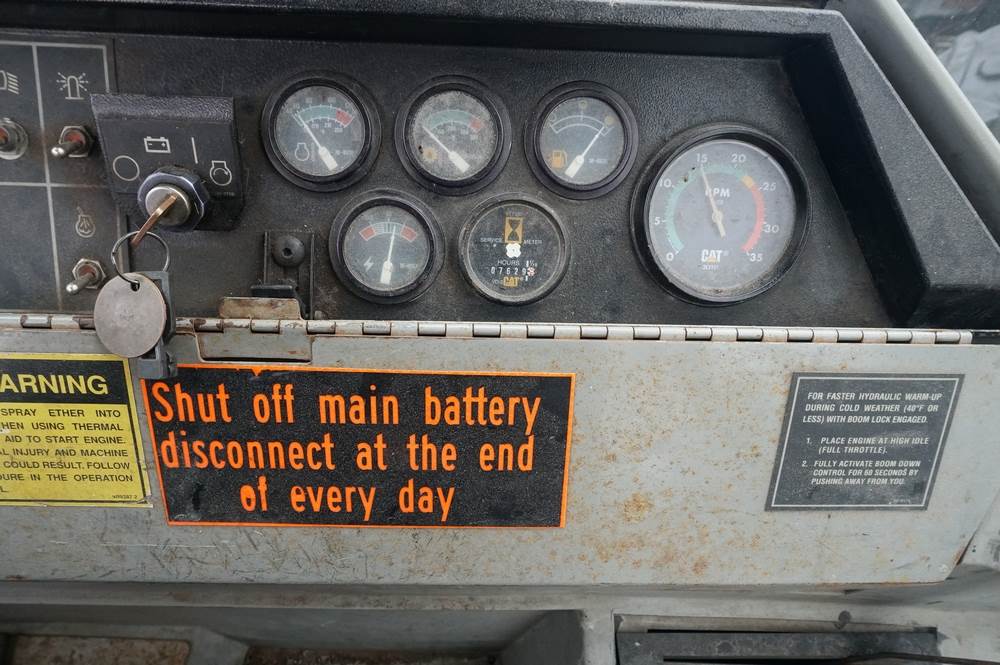 15 20
10 RPM 25
5 30
0 CAT 35
SERVICE METER
HOURS 1/10
07629
CAT
ARNING
SPRAY ETHER INTO
HEN USING THERMAL
AID TO START ENGINE.
AL INJURY AND MACHINE
COULD RESULT. FOLLOW
DURE IN THE OPERATION
L.
Shut off main battery
disconnect at the end
of every day
FOR FASTER HYDRAULIC WARM-UP
DURING COLD WEATHER (40°F OR
LESS) WITH BOOM LOCK ENGAGED.
1. PLACE ENGINE AT HIGH IDLE
(FULL THROTTLE).
2. FULLY ACTIVATE BOOM DOWN
CONTROL FOR 60 SECONDS BY
PUSHING AWAY FROM YOU.